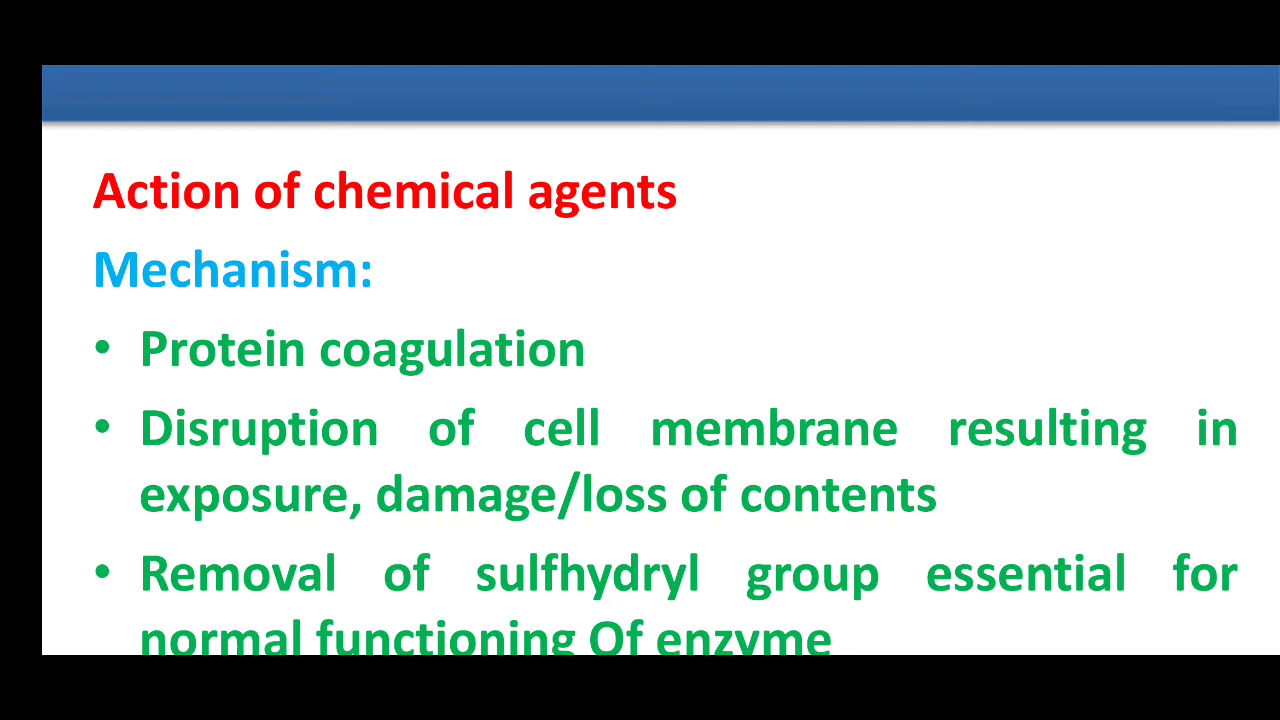 Action of chemical agents
Mechanism:
• Protein coagulation
• Disruption of cell membrane resulting in
exposure, damage/loss of contents
• Removal of sulfhydryl group essential for
normal functioning Of enzyme